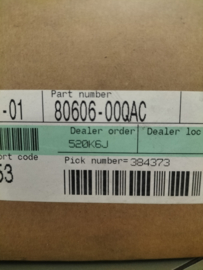 Part number
-01 80606-00QAC
Dealer order Dealer loc
520K6J
ort code Pick number= 384373
53